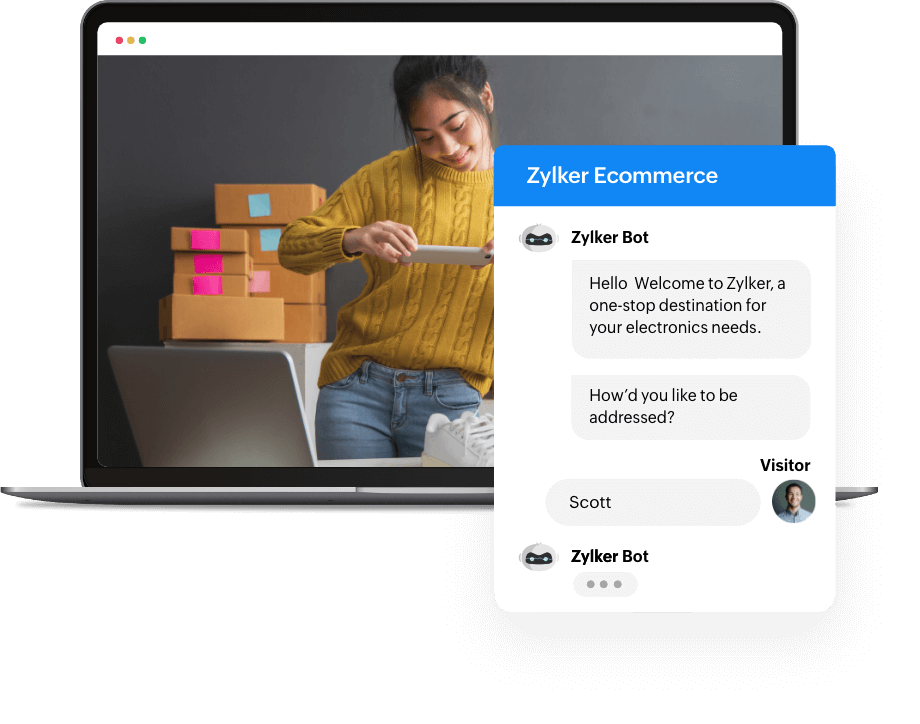 Zylker Ecommerce
Zylker Bot
Hello  Welcome to Zylker, a
one-stop destination for
your electronics needs.
How‘d you like to be
addressed?
Visitor
Scott
Zylker Bot